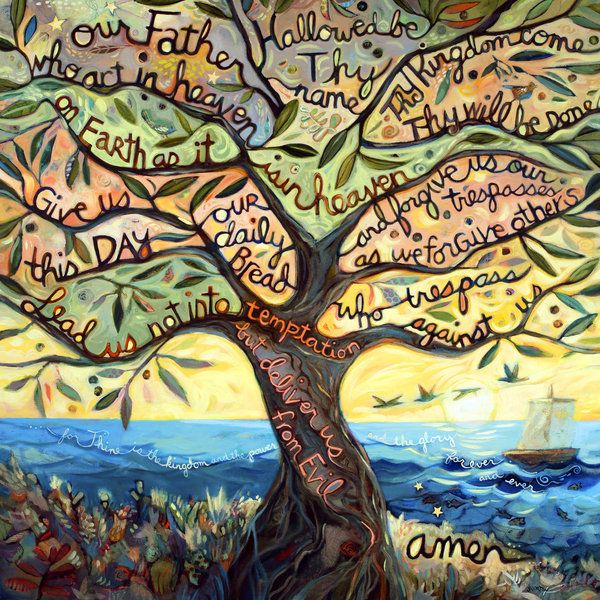 our Father
who art in heaven
Hallowed be
Thy
name
Thy Kingdom come
Thy will be done
on Earth as it
is in heaven
Give us
this DAY
our
daily
Bread
and forgive us our
trespasses
as we forgive others
who trespass
against us
Lead us not into
temptation
but deliver us
from Evil
for Thine is the kingdom and the power
and the glory
forever
and ever
amen